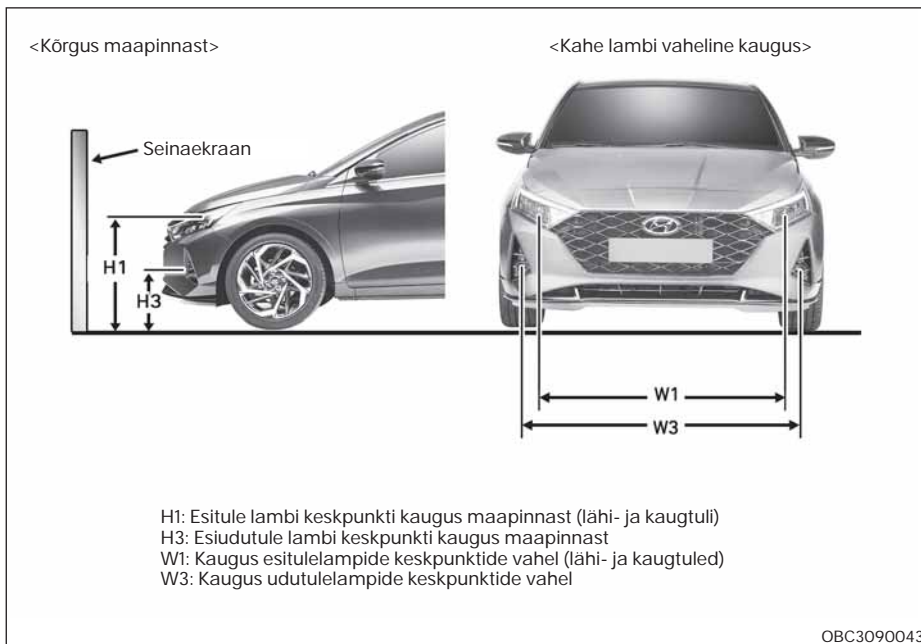 <Kõrgus maapinnast>
<Kahe lambi vaheline kaugus>
Seinaekraan
H1
H3
W1
W3
H1: Esitule lambi keskpunkti kaugus maapinnast (lähi- ja kaugtuli)
H3: Esiudutule lambi keskpunkti kaugus maapinnast
W1: Kaugus esitulelampide keskpunktide vahel (lähi- ja kaugtuled)
W3: Kaugus udutulelampide keskpunktide vahel
OBC3090043